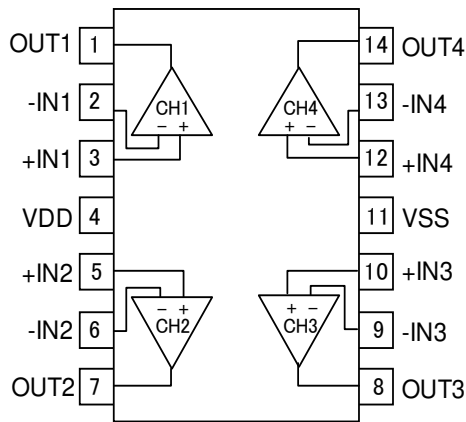 OUT1 1 14 OUT4
-IN1 2 CH1 CH4 13 -IN4
− + + −
+IN1 3 12 +IN4
VDD 4 11 VSS
+IN2 5 10 +IN3
− + + −
-IN2 6 CH2 CH3 9 -IN3
OUT2 7 8 OUT3